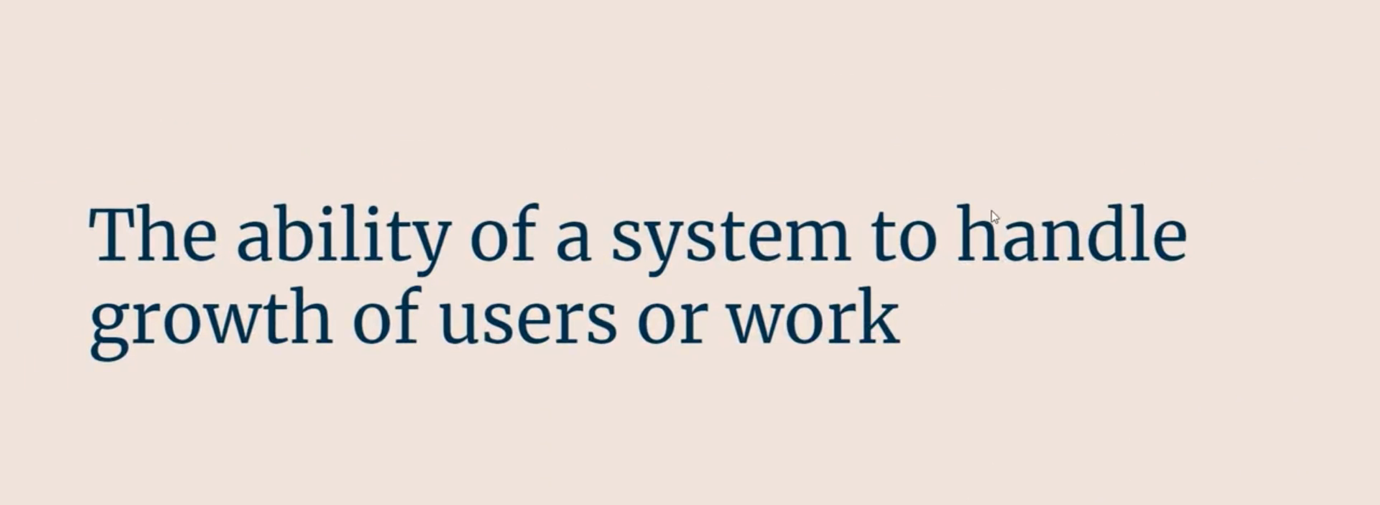 The ability of a system to handle
growth of users or work